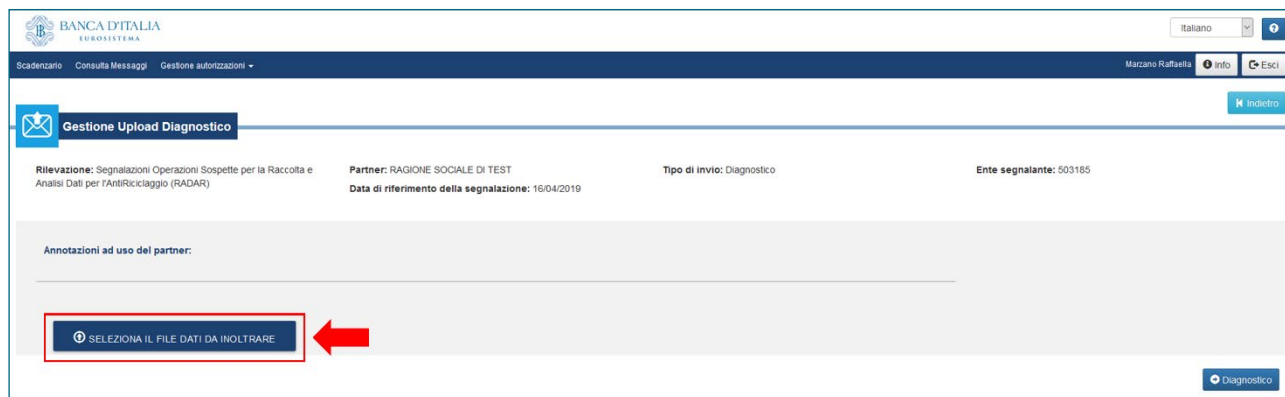 BANCA D'ITALIA
EUROSISTEMA
Italiano
Scadenzario Consulta Messaggi Gestione autorizzazioni
Marzano Raffaella Info Esci
Indietro
Gestione Upload Diagnostico
Rilevazione: Segnalazioni Operazioni Sospette per la Raccolta e
Analisi Dati per l'AntiRiciclaggio (RADAR)
Partner: RAGIONE SOCIALE DI TEST
Data di riferimento della segnalazione: 16/04/2019
Tipo di invio: Diagnostico
Ente segnalante: 503185
Annotazioni ad uso del partner:
SELEZIONA IL FILE DATI DA INOLTRARE
Diagnostico